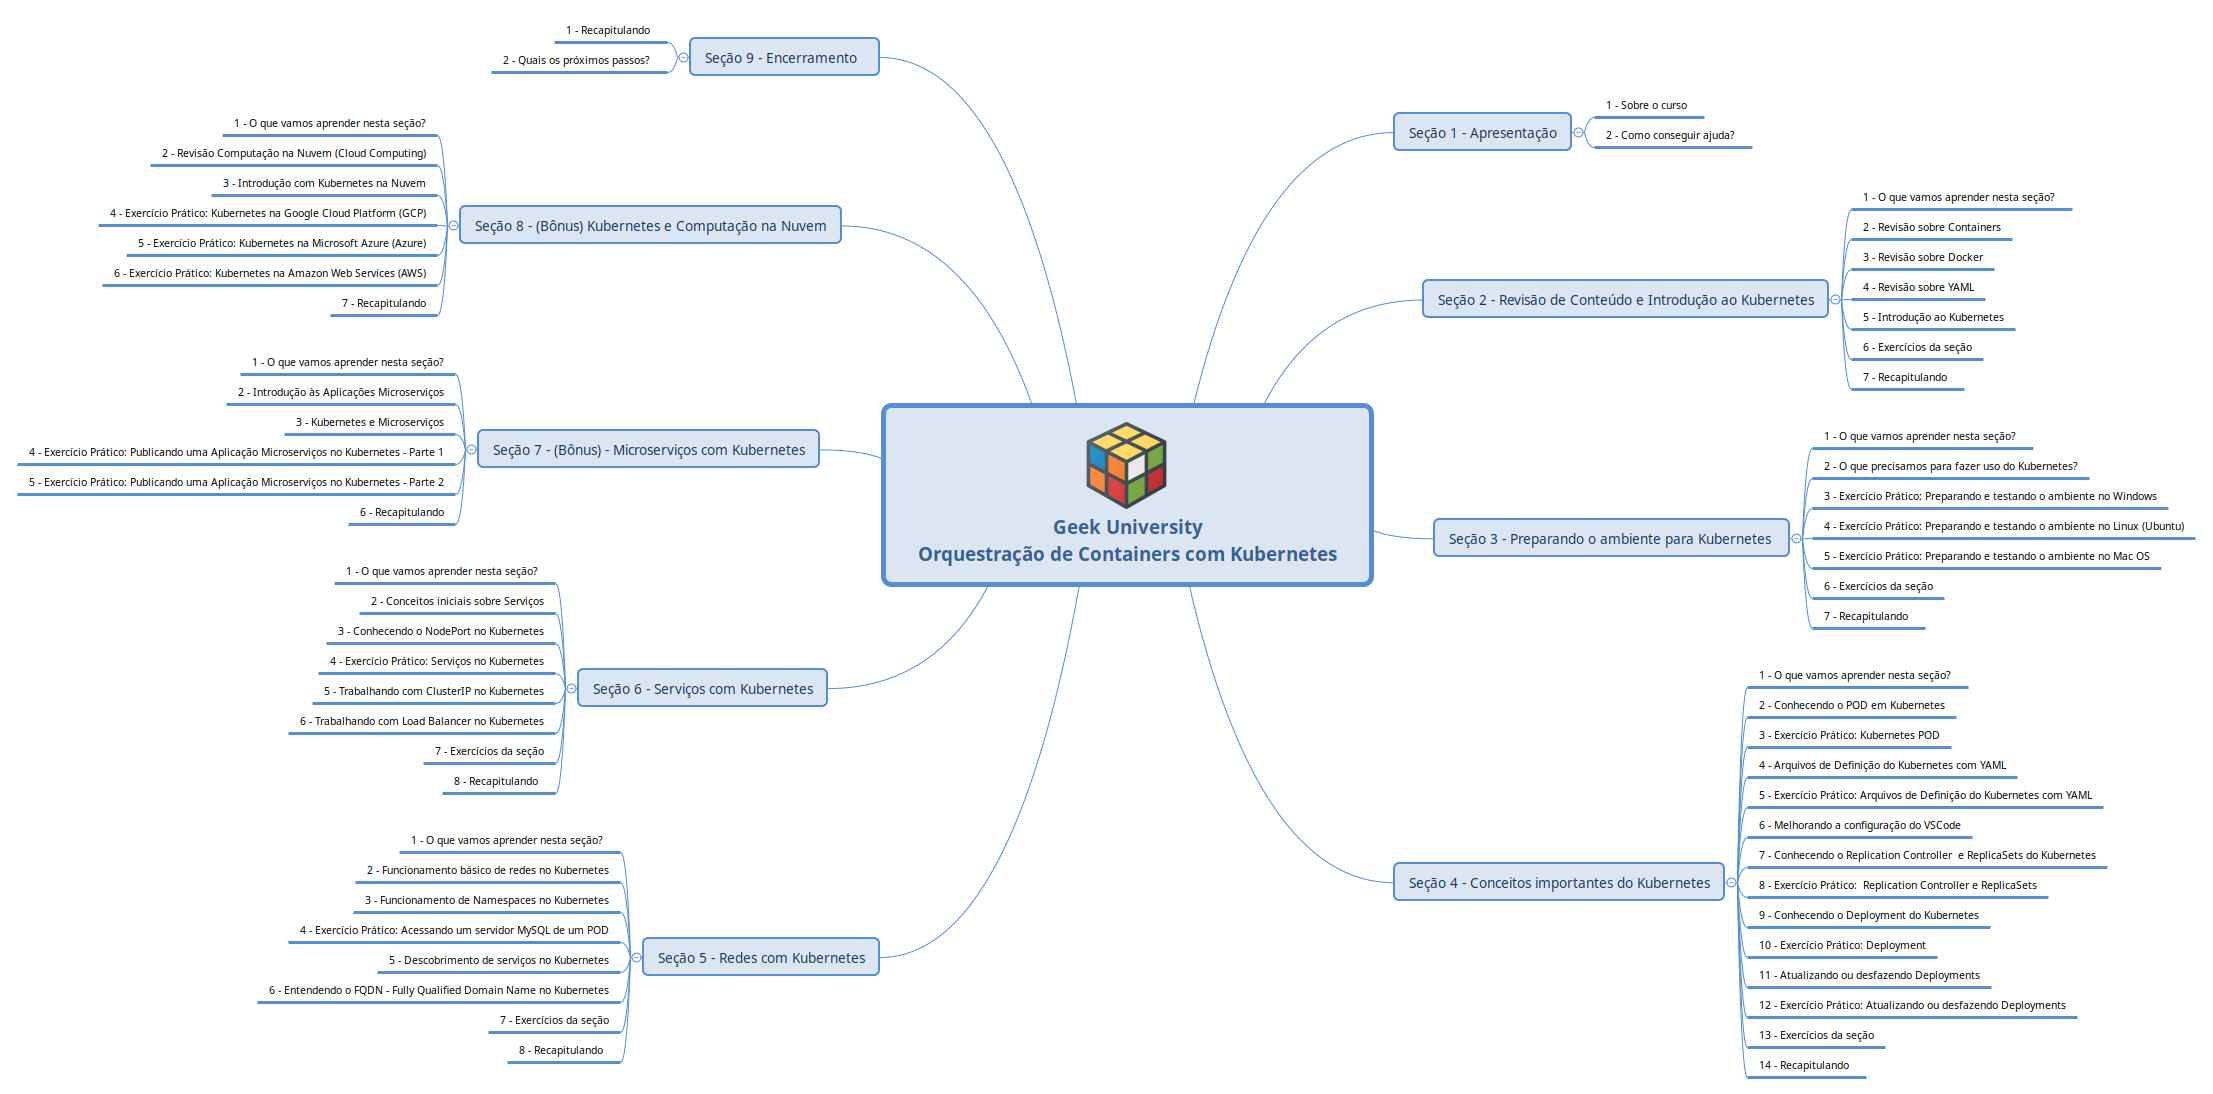 Geek University
Orquestração de Containers com Kubernetes
Seção 1 - Apresentação
1 - Sobre o curso
2 - Como conseguir ajuda?
Seção 2 - Revisão de Conteúdo e Introdução ao Kubernetes
1 - O que vamos aprender nesta seção?
2 - Revisão sobre Containers
3 - Revisão sobre Docker
4 - Revisão sobre YAML
5 - Introdução ao Kubernetes
6 - Exercícios da seção
7 - Recapitulando
Seção 3 - Preparando o ambiente para Kubernetes
1 - O que vamos aprender nesta seção?
2 - O que precisamos para fazer uso do Kubernetes?
3 - Exercício Prático: Preparando e testando o ambiente no Windows
4 - Exercício Prático: Preparando e testando o ambiente no Linux (Ubuntu)
5 - Exercício Prático: Preparando e testando o ambiente no Mac OS
6 - Exercícios da seção
7 - Recapitulando
Seção 4 - Conceitos importantes do Kubernetes
1 - O que vamos aprender nesta seção?
2 - Conhecendo o POD em Kubernetes
3 - Exercício Prático: Kubernetes POD
4 - Arquivos de Definição do Kubernetes com YAML
5 - Exercício Prático: Arquivos de Definição do Kubernetes com YAML
6 - Melhorando a configuração do VSCode
7 - Conhecendo o Replication Controller  e ReplicaSets do Kubernetes
8 - Exercício Prático:  Replication Controller e ReplicaSets
9 - Conhecendo o Deployment do Kubernetes
10 - Exercício Prático: Deployment
11 - Atualizando ou desfazendo Deployments
12 - Exercício Prático: Atualizando ou desfazendo Deployments
13 - Exercícios da seção
14 - Recapitulando
Seção 5 - Redes com Kubernetes
1 - O que vamos aprender nesta seção?
2 - Funcionamento básico de redes no Kubernetes
3 - Funcionamento de Namespaces no Kubernetes
4 - Exercício Prático: Acessando um servidor MySQL de um POD
5 - Descobrimento de serviços no Kubernetes
6 - Entendendo o FQDN - Fully Qualified Domain Name no Kubernetes
7 - Exercícios da seção
8 - Recapitulando
Seção 6 - Serviços com Kubernetes
1 - O que vamos aprender nesta seção?
2 - Conceitos iniciais sobre Serviços
3 - Conhecendo o NodePort no Kubernetes
4 - Exercício Prático: Serviços no Kubernetes
5 - Trabalhando com ClusterIP no Kubernetes
6 - Trabalhando com Load Balancer no Kubernetes
7 - Exercícios da seção
8 - Recapitulando
Seção 7 - (Bônus) - Microserviços com Kubernetes
1 - O que vamos aprender nesta seção?
2 - Introdução às Aplicações Microserviços
3 - Kubernetes e Microserviços
4 - Exercício Prático: Publicando uma Aplicação Microserviços no Kubernetes - Parte 1
5 - Exercício Prático: Publicando uma Aplicação Microserviços no Kubernetes - Parte 2
6 - Recapitulando
Seção 8 - (Bônus) Kubernetes e Computação na Nuvem
1 - O que vamos aprender nesta seção?
2 - Revisão Computação na Nuvem (Cloud Computing)
3 - Introdução com Kubernetes na Nuvem
4 - Exercício Prático: Kubernetes na Google Cloud Platform (GCP)
5 - Exercício Prático: Kubernetes na Microsoft Azure (Azure)
6 - Exercício Prático: Kubernetes na Amazon Web Services (AWS)
7 - Recapitulando
Seção 9 - Encerramento
1 - Recapitulando
2 - Quais os próximos passos?